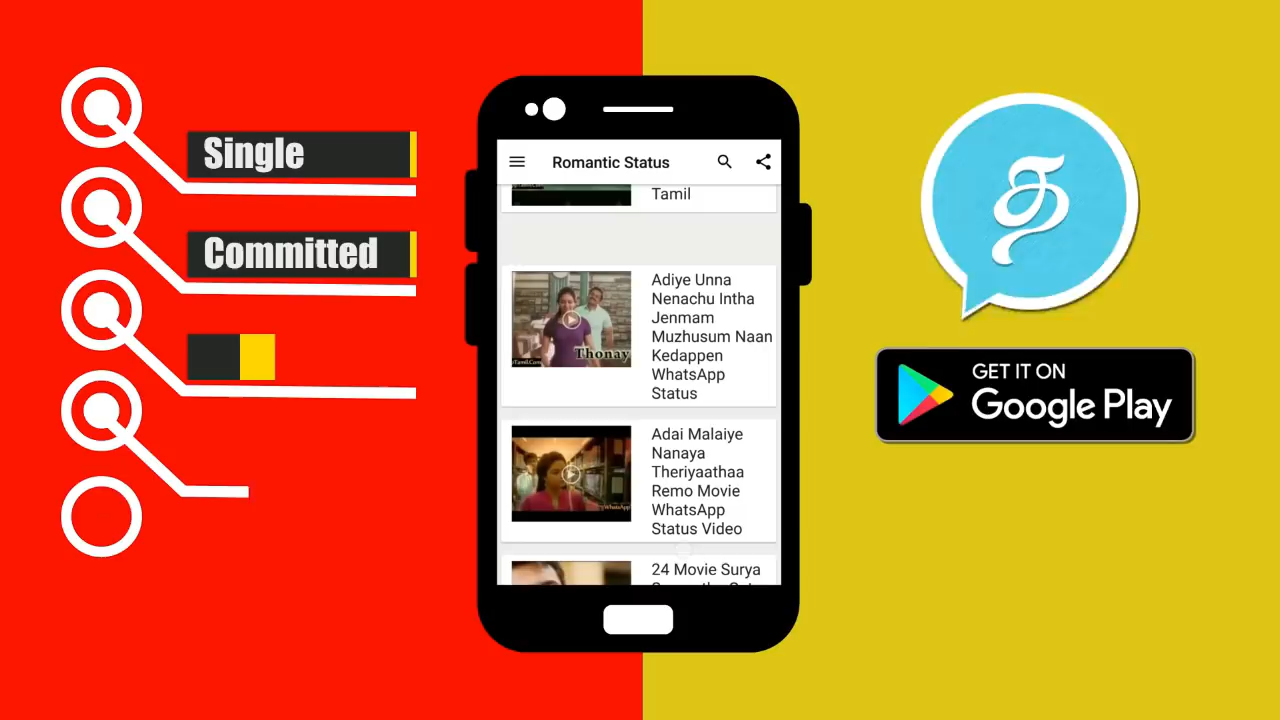 Single
Committed
Romantic Status
Tamil
Adiye Unna
Nenachu Intha
Jenmam
Muzhusum Naan
Kedappen
WhatsApp
Status
Thonay
Adai Malaiye
Nanaya
Theriyaathaa
Remo Movie
WhatsApp
Status Video
WhatsApp
24 Movie Surya
த
GET IT ON
Google Play